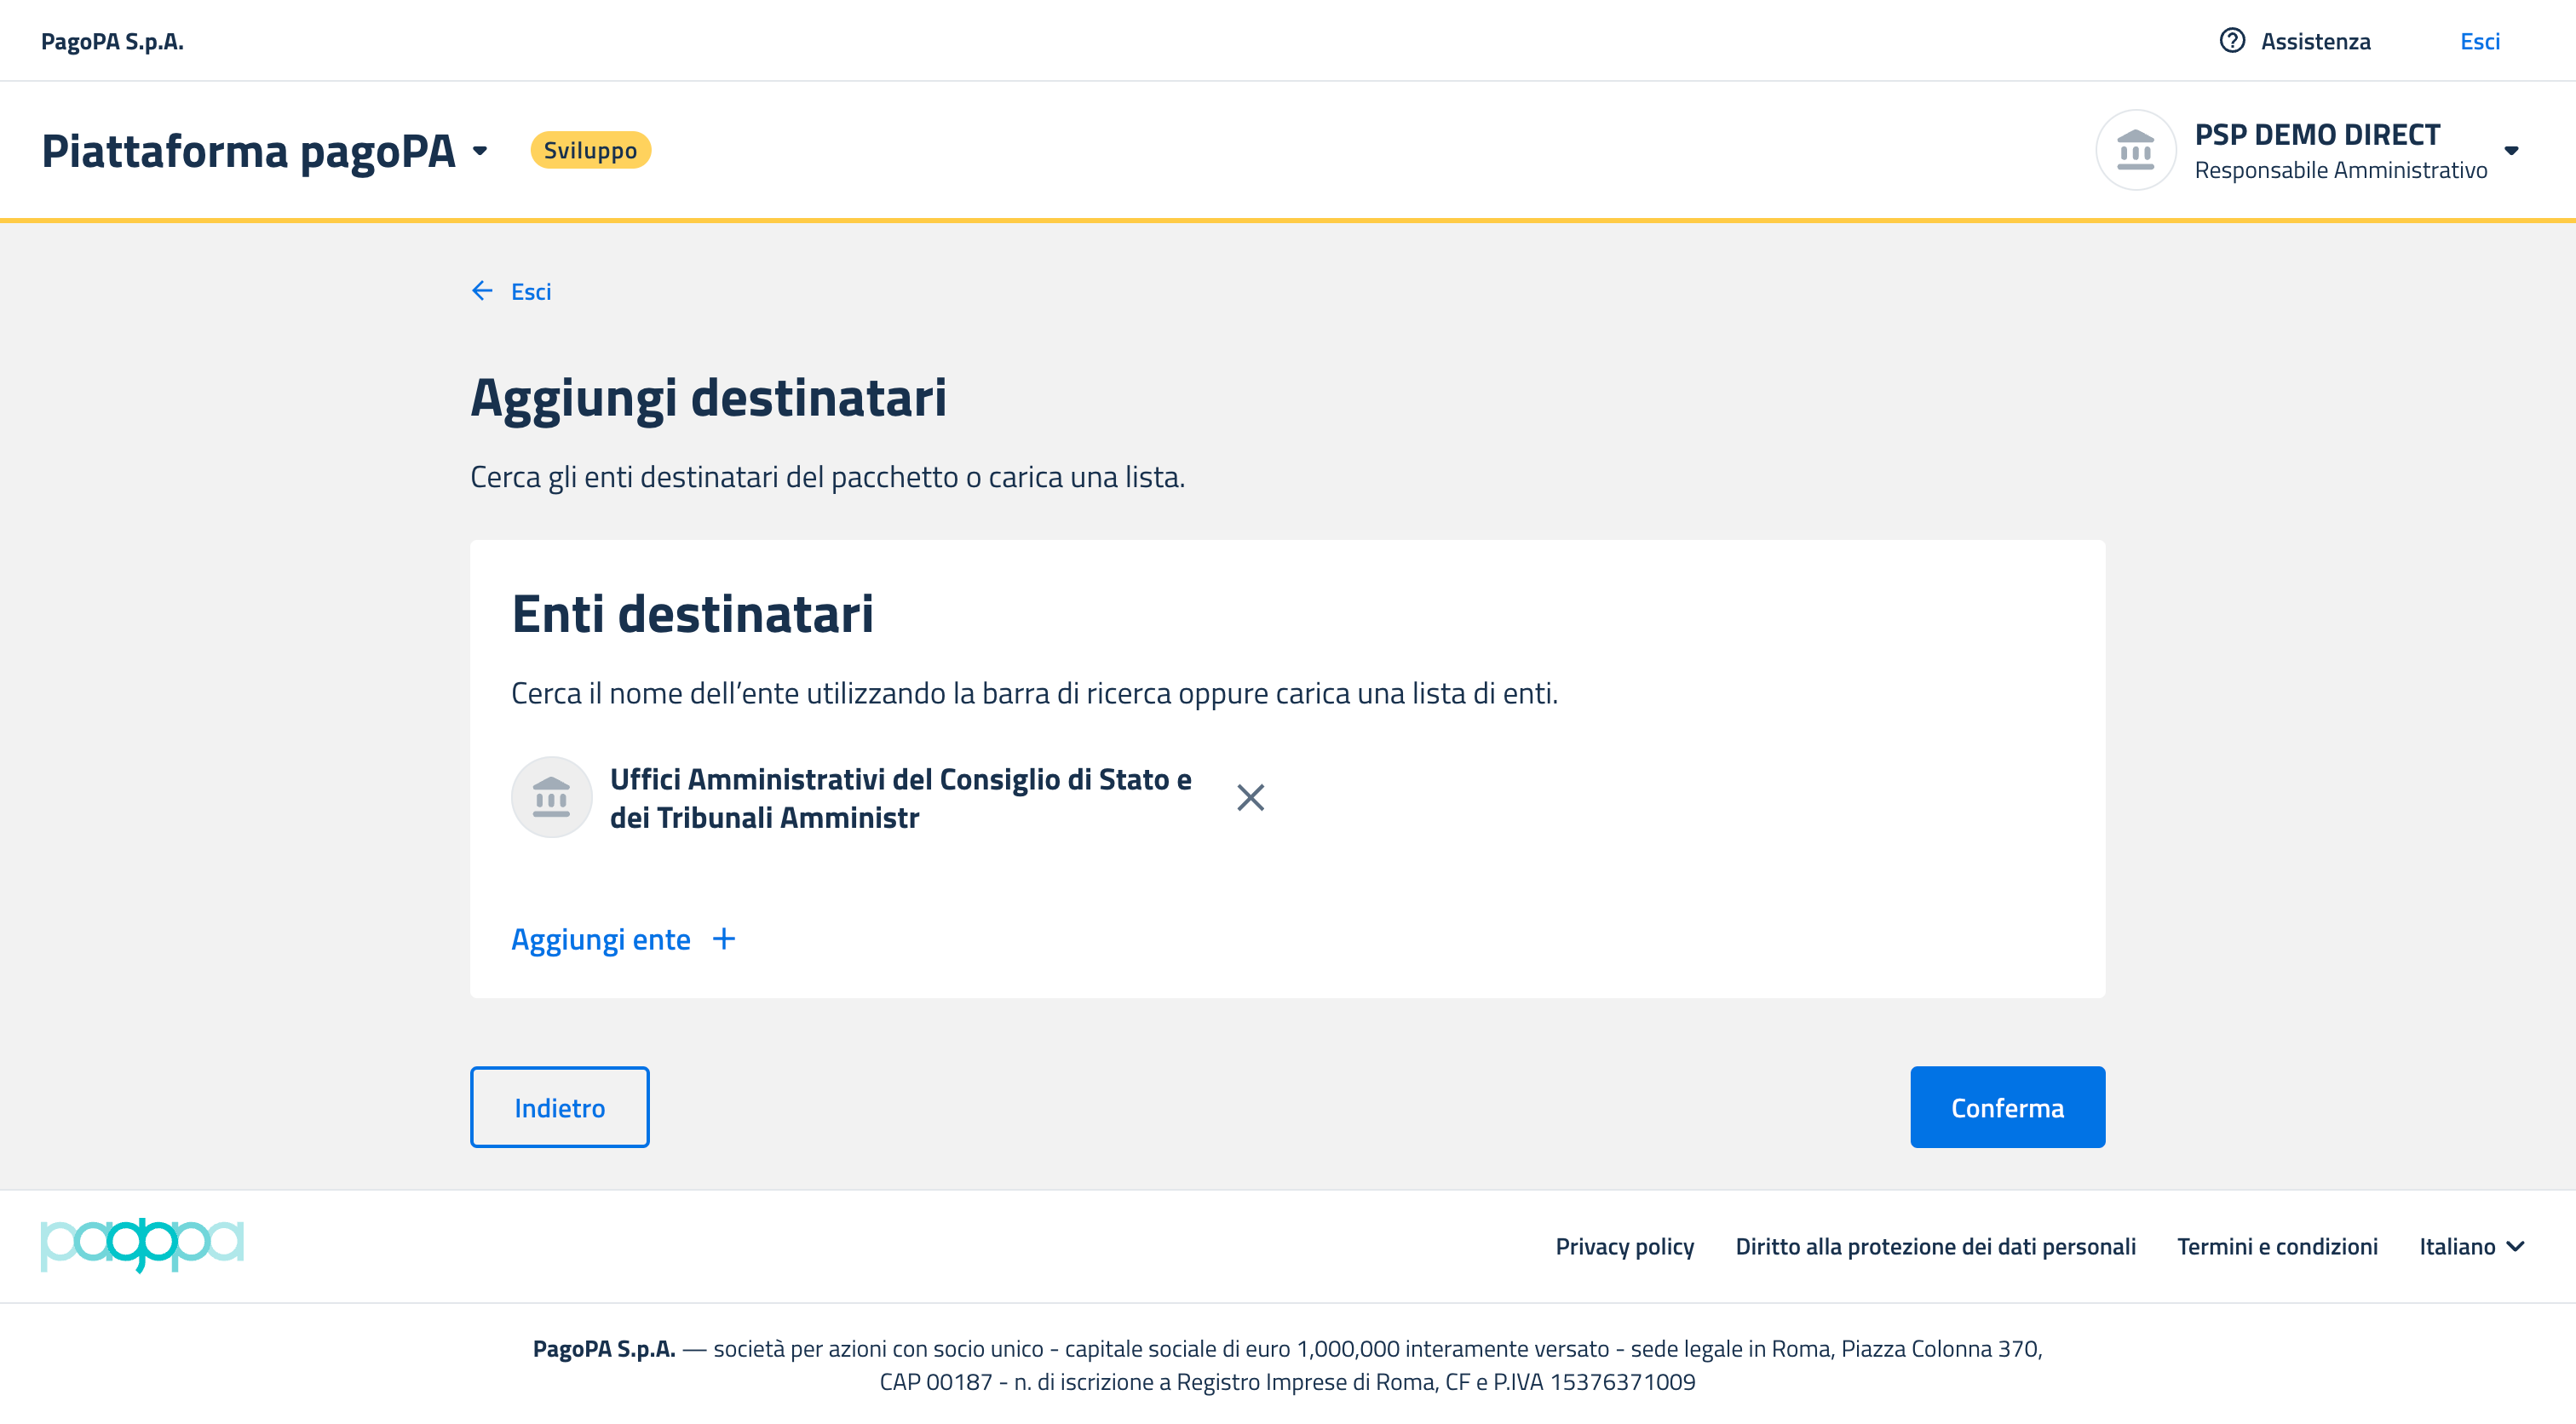 PagoPA S.p.A.
Assistenza
Esci
Piattaforma pagoPA
Sviluppo
PSP DEMO DIRECT
Responsabile Amministrativo
Esci
Aggiungi destinatari
Cerca gli enti destinatari del pacchetto o carica una lista.
Enti destinatari
Cerca il nome dell’ente utilizzando la barra di ricerca oppure carica una lista di enti.
Uffici Amministrativi del Consiglio di Stato e
dei Tribunali Amministr
Aggiungi ente
Indietro
Conferma
pagopa
Privacy policy
Diritto alla protezione dei dati personali
Termini e condizioni
Italiano
PagoPA S.p.A. — società per azioni con socio unico - capitale sociale di euro 1,000,000 interamente versato - sede legale in Roma, Piazza Colonna 370,
CAP 00187 - n. di iscrizione a Registro Imprese di Roma, CF e P.IVA 15376371009